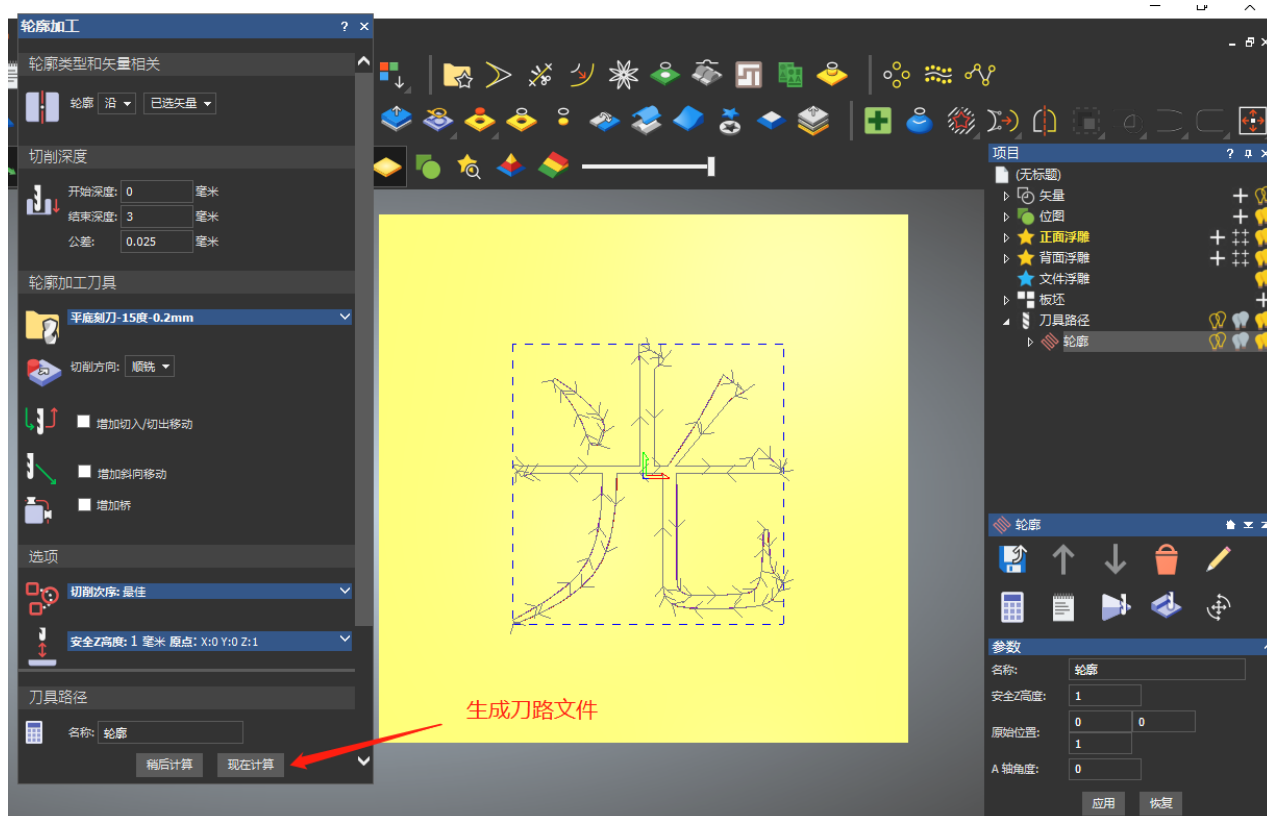 轮廓加工
轮廓类型和矢量相关
轮廓 沿 已选矢量
切削深度
开始深度: 0 毫米
结束深度: 3 毫米
公差: 0.025 毫米
轮廓加工刀具
平底刻刀-15度-0.2mm
切削方向: 顺铣
增加切入/切出移动
增加斜向移动
增加桥
选项
切削次序: 最佳
安全Z高度: 1 毫米 原点: X:0 Y:0 Z:1
刀具路径
名称: 轮廓
稍后计算 现在计算
光
生成刀路文件
项目
(无标题)
矢量
位图
正面浮雕
背面浮雕
文件浮雕
板坯
刀具路径
轮廓
轮廓
参数
名称: 轮廓
安全Z高度: 1
原始位置: 0 0
1
A 轴角度: 0
应用 恢复